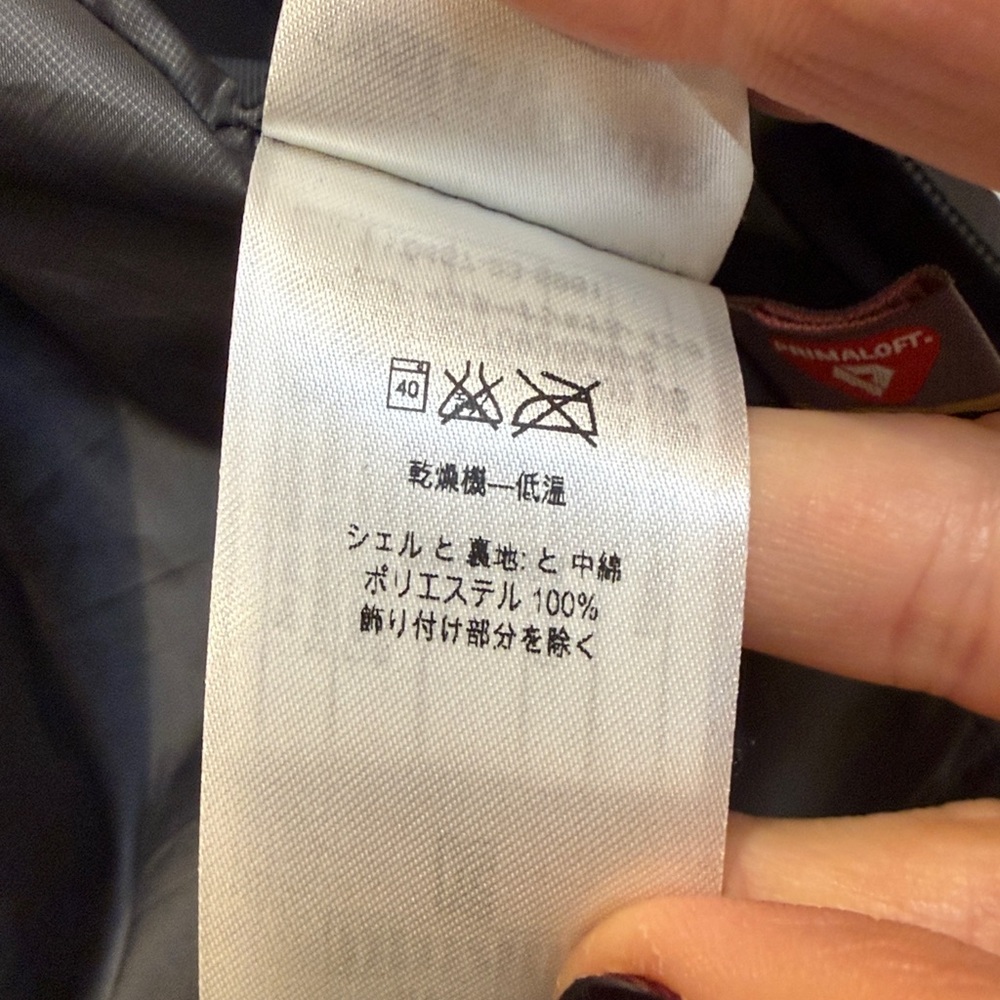 40
乾燥機—低温
シェル と 裏地: と 中綿
ポリエステル 100%
飾り付け部分を除く
PRIMALOFT